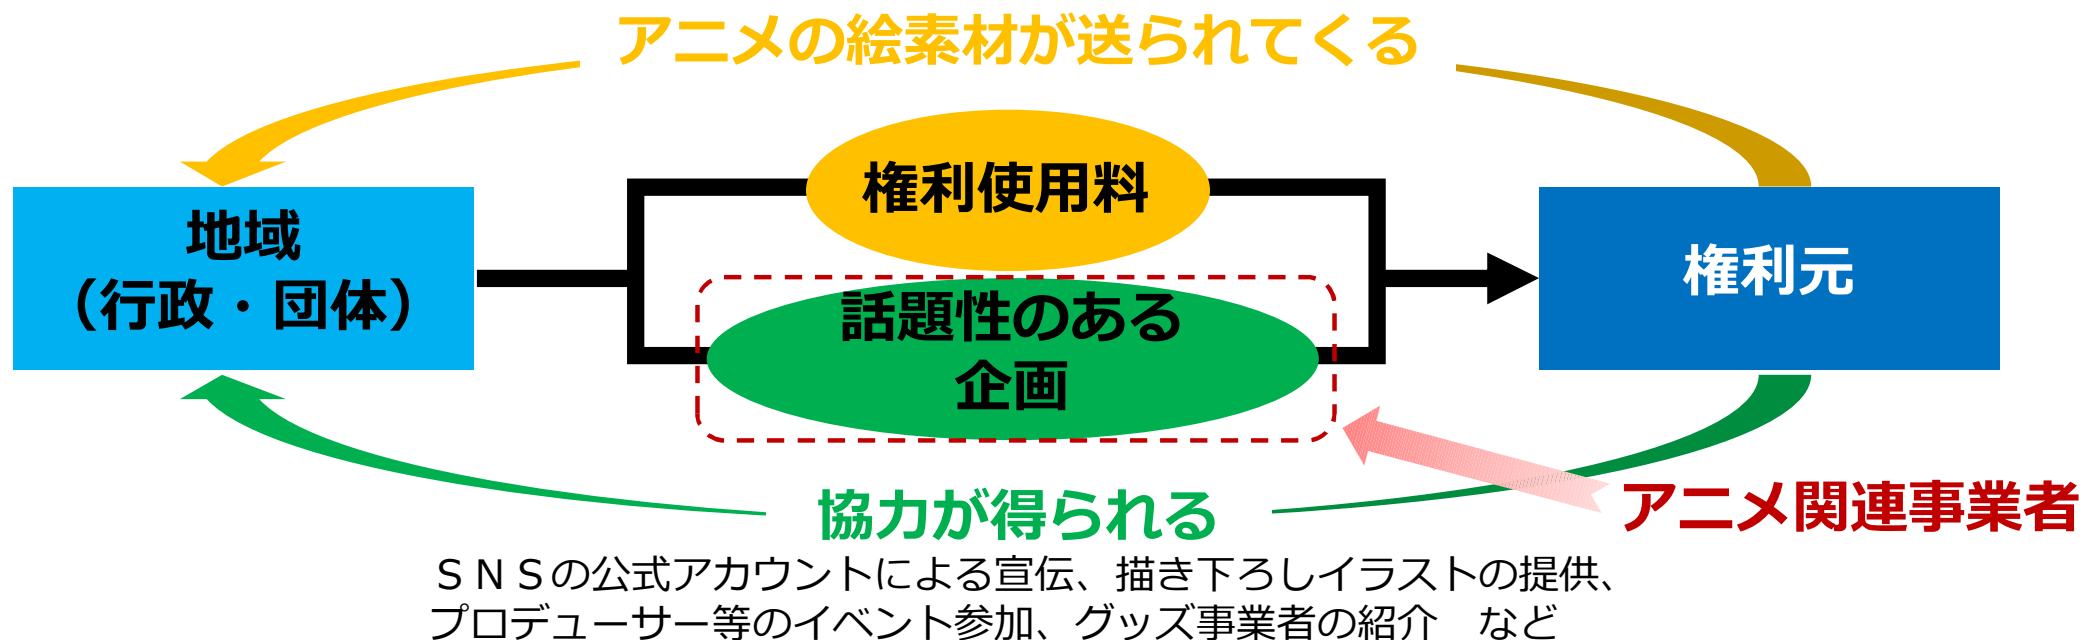 アニメの絵素材が送られてくる
権利使用料
地域
（行政・団体）
権利元
話題性のある
企画
協力が得られる
アニメ関連事業者
ＳＮＳの公式アカウントによる宣伝、描き下ろしイラストの提供、
プロデューサー等のイベント参加、グッズ事業者の紹介　など